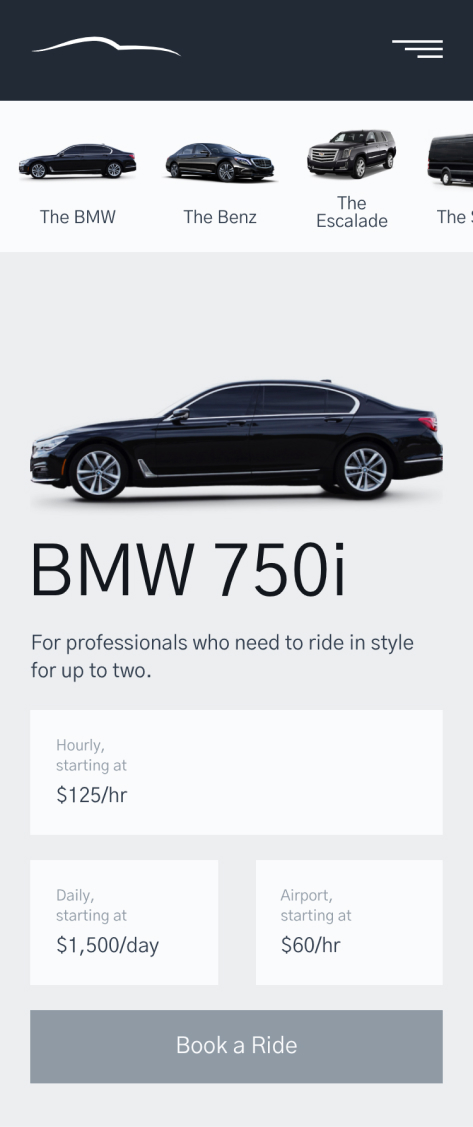 The BMW
The Benz
The
Escalade
The
BMW 750i
For professionals who need to ride in style
for up to two.
Hourly,
starting at
$125/hr
Daily,
starting at
$1,500/day
Airport,
starting at
$60/hr
Book a Ride